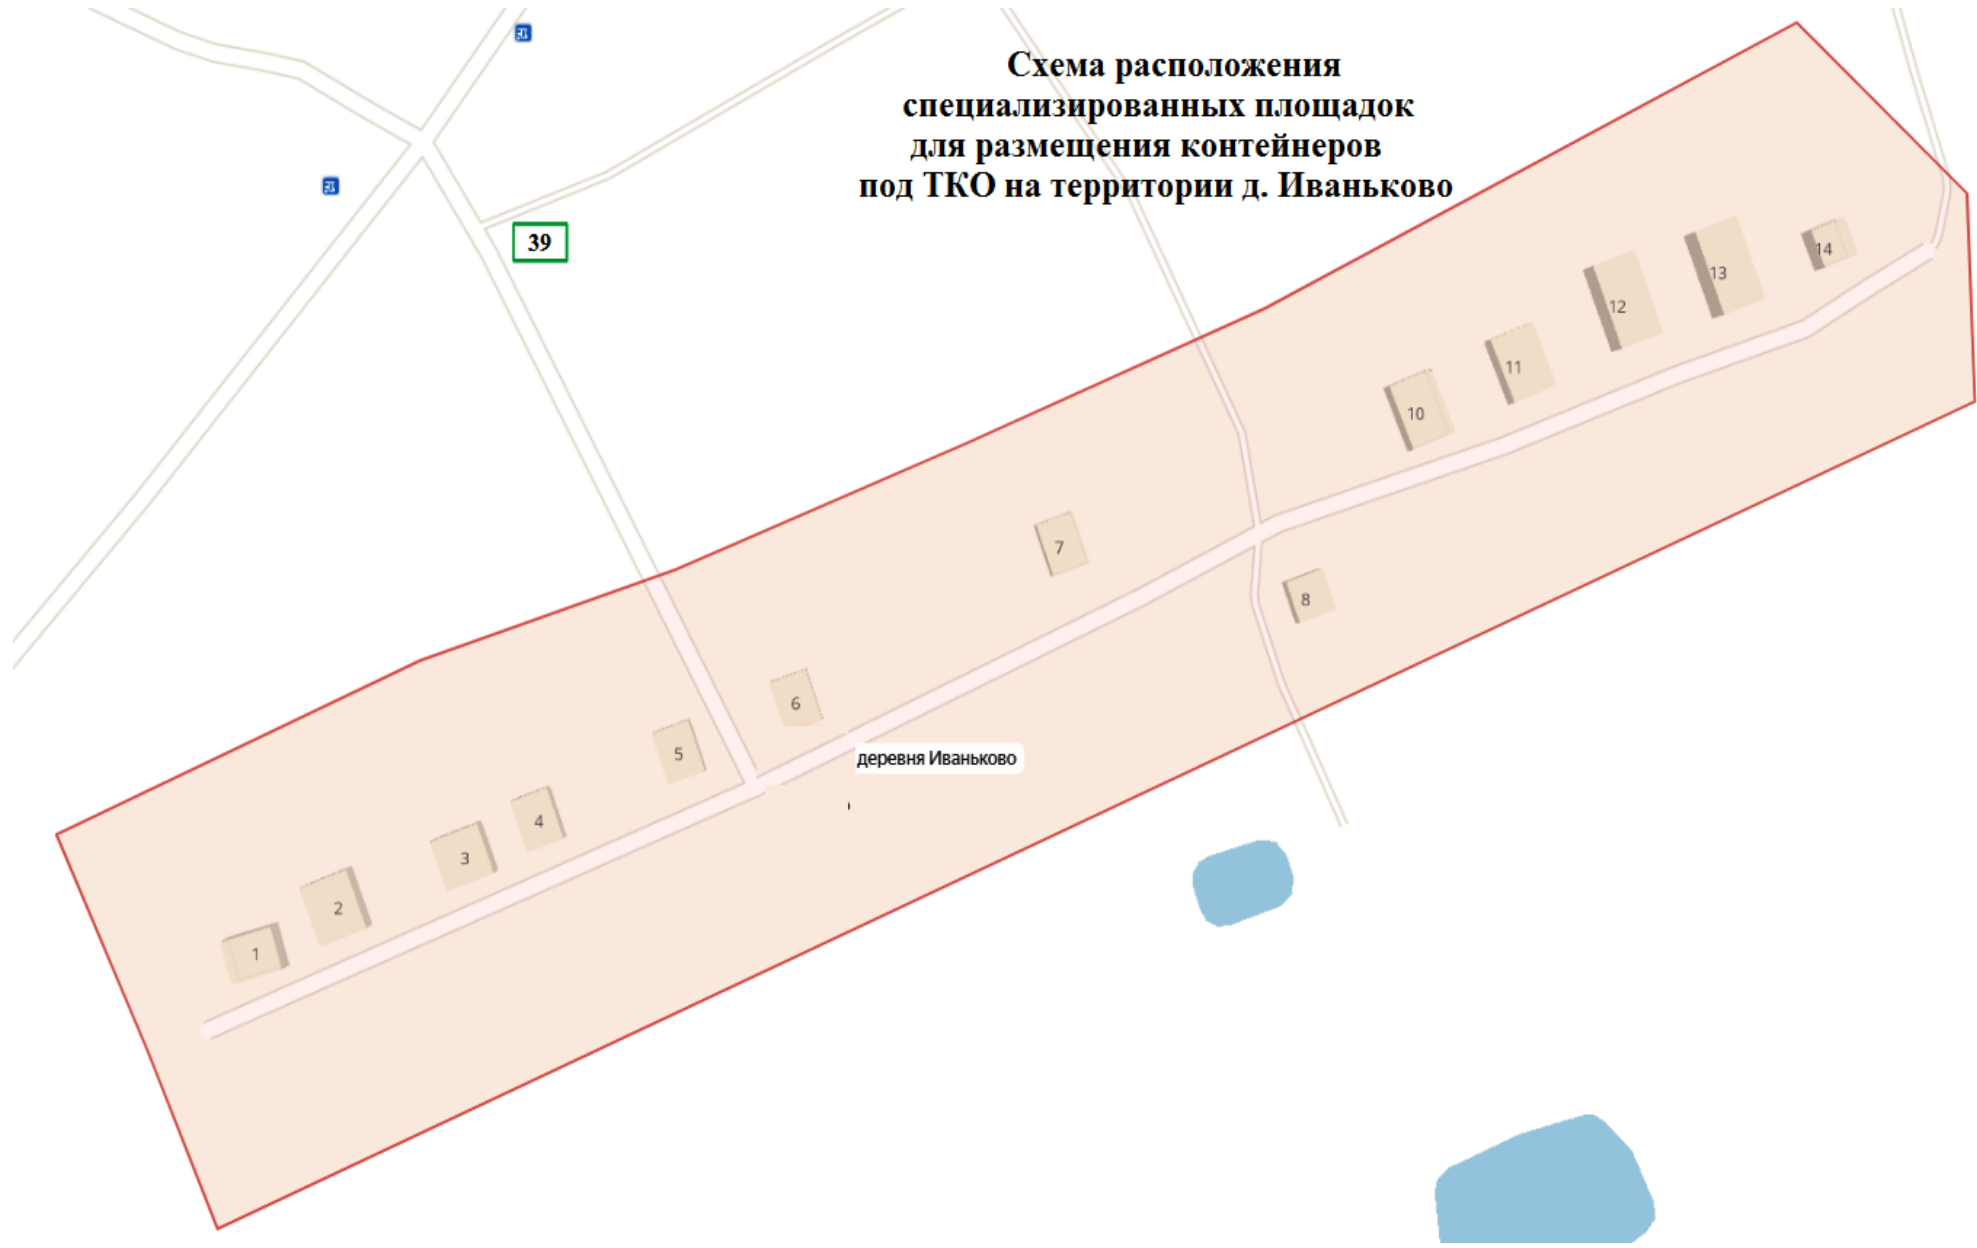 Схема расположения
специализированных площадок
для размещения контейнеров
под ТКО на территории д. Иваньково
39
14
13
12
11
10
7
8
6
5
деревня Иваньково
4
3
2
1